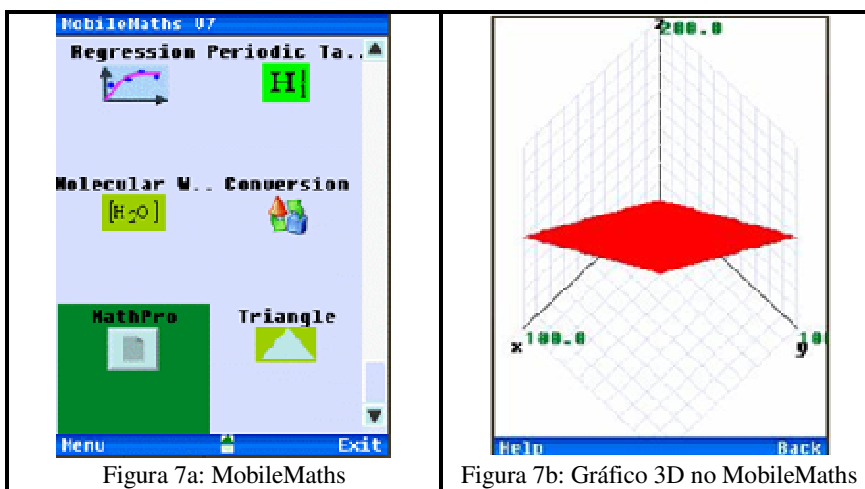 MobileMaths V7
Regression Periodic Ta..
H
Molecular W.. Conversion
[H2O]
MathPro Triangle
Menu Exit
Figura 7a: MobileMaths
z
200.0
x 100.0
y 10
Help Back
Figura 7b: Gráfico 3D no MobileMaths